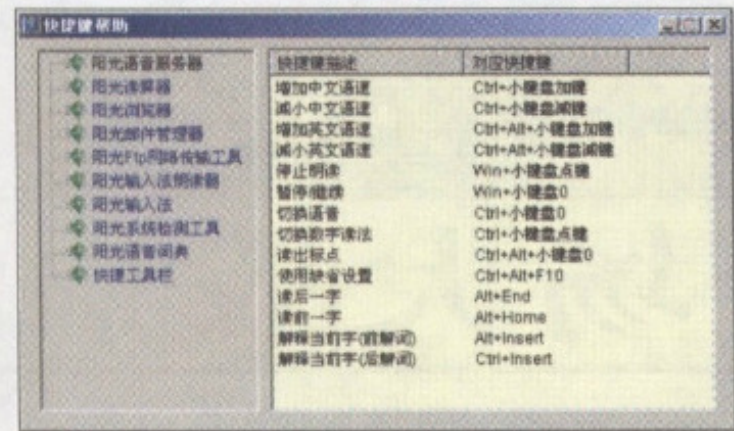 快捷键帮助
阳光语音服务器
阳光读屏器
阳光浏览器
阳光邮件管理器
阳光Ftp网络传输工具
阳光输入法朗读器
阳光输入法
阳光系统检测工具
阳光语音词典
快捷工具栏
快捷键描述 对应快捷键
增加中文语速 Ctrl+小键盘加键
减小中文语速 Ctrl+小键盘减键
增加英文语速 Ctrl+Alt+小键盘加键
减小英文语速 Ctrl+Alt+小键盘减键
停止朗读 Win+小键盘点键
暂停/继续 Win+小键盘0
切换语音 Ctrl+小键盘0
切换数字读法 Ctrl+小键盘点键
读出标点 Ctrl+Alt+小键盘0
使用缺省设置 Ctrl+Alt+F10
读后一字 Alt+End
读前一字 Alt+Home
解释当前字(前解词) Alt+Insert
解释当前字(后解词) Ctrl+Insert